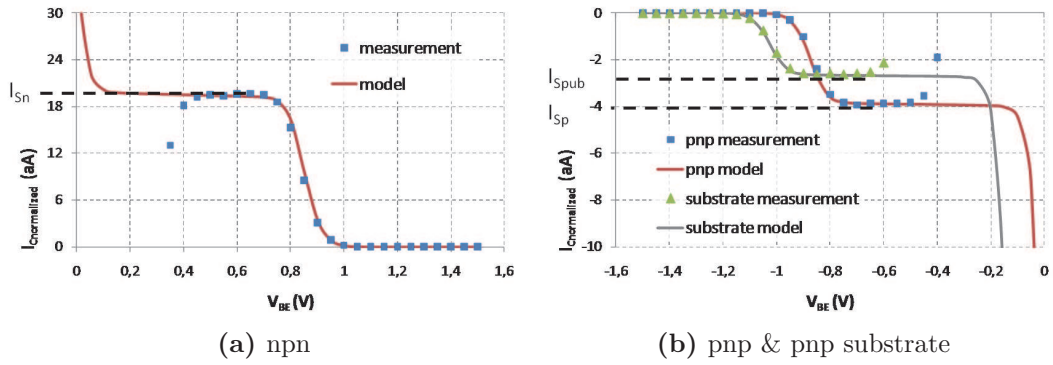 30
24
18
12
6
0
I_Sn
I_Cnormalized (aA)
measurement
model
0 0,2 0,4 0,6 0,8 1 1,2 1,4 1,6
V_BE (V)
(a) npn
0
-2
-4
-6
-8
-10
I_Spub
I_Sp
I_Cnormalized (aA)
pnp measurement
pnp model
substrate measurement
substrate model
-1,6 -1,4 -1,2 -1 -0,8 -0,6 -0,4 -0,2 0
V_BE (V)
(b) pnp & pnp substrate